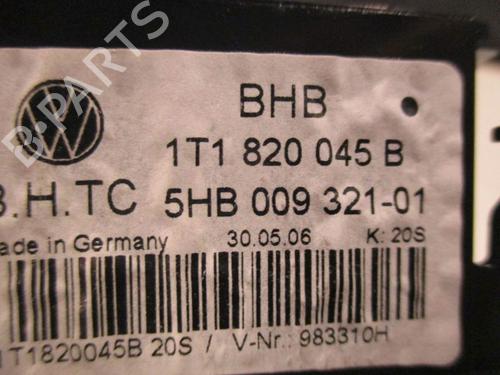 BHB
1T1 820 045 B
B.H.TC 5HB 009 321-01
Made in Germany 30.05.06 K: 20S
1T1820045B 20S / V-Nr.: 983310H
B-PARTS